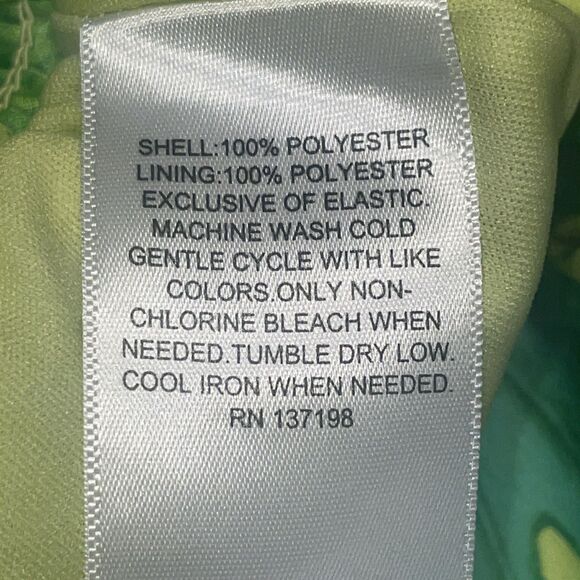 SHELL:100% POLYESTER
LINING:100% POLYESTER
EXCLUSIVE OF ELASTIC.
MACHINE WASH COLD
GENTLE CYCLE WITH LIKE
COLORS.ONLY NON-
CHLORINE BLEACH WHEN
NEEDED.TUMBLE DRY LOW.
COOL IRON WHEN NEEDED.
RN 137198